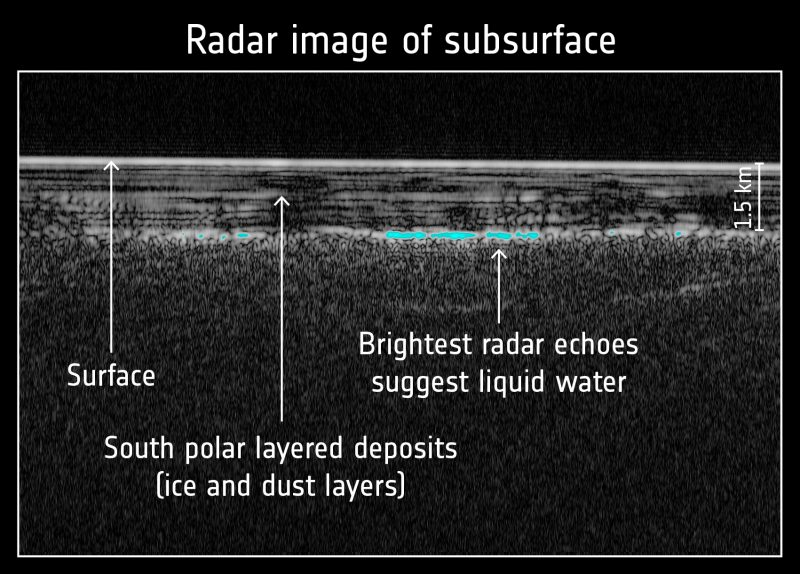 Radar image of subsurface
1.5 km
Surface
Brightest radar echoes
suggest liquid water
South polar layered deposits
(ice and dust layers)